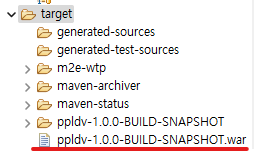 target
generated-sources
generated-test-sources
m2e-wtp
maven-archiver
maven-status
ppldv-1.0.0-BUILD-SNAPSHOT
ppldv-1.0.0-BUILD-SNAPSHOT.war